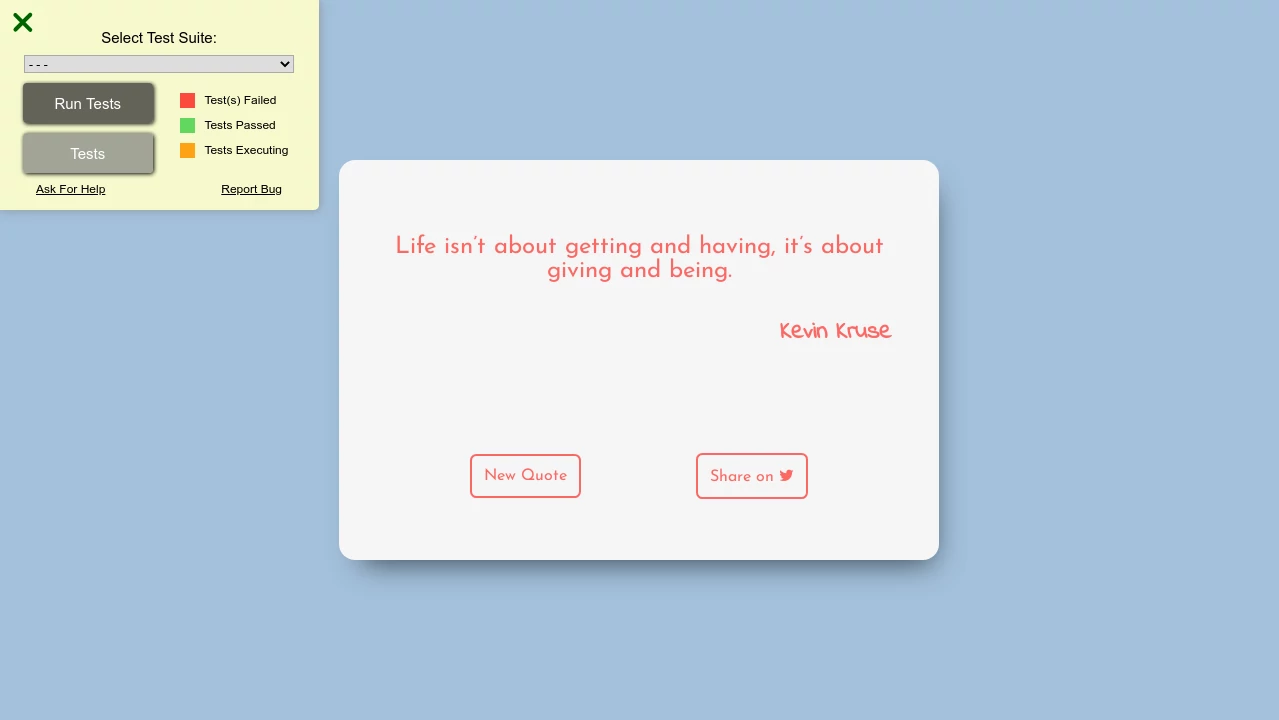 Select Test Suite:
- - -
Run Tests
Tests
Test(s) Failed
Tests Passed
Tests Executing
Ask For Help
Report Bug
Life isn’t about getting and having, it’s about
giving and being.
Kevin Kruse
New Quote
Share on